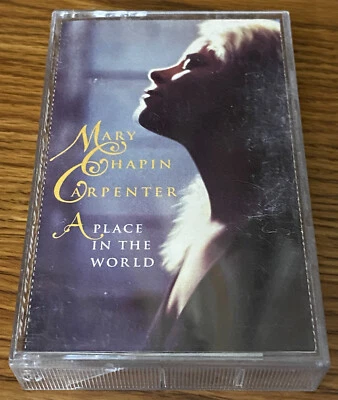 MARY
CHAPIN
CARPENTER
A PLACE
IN THE
WORLD